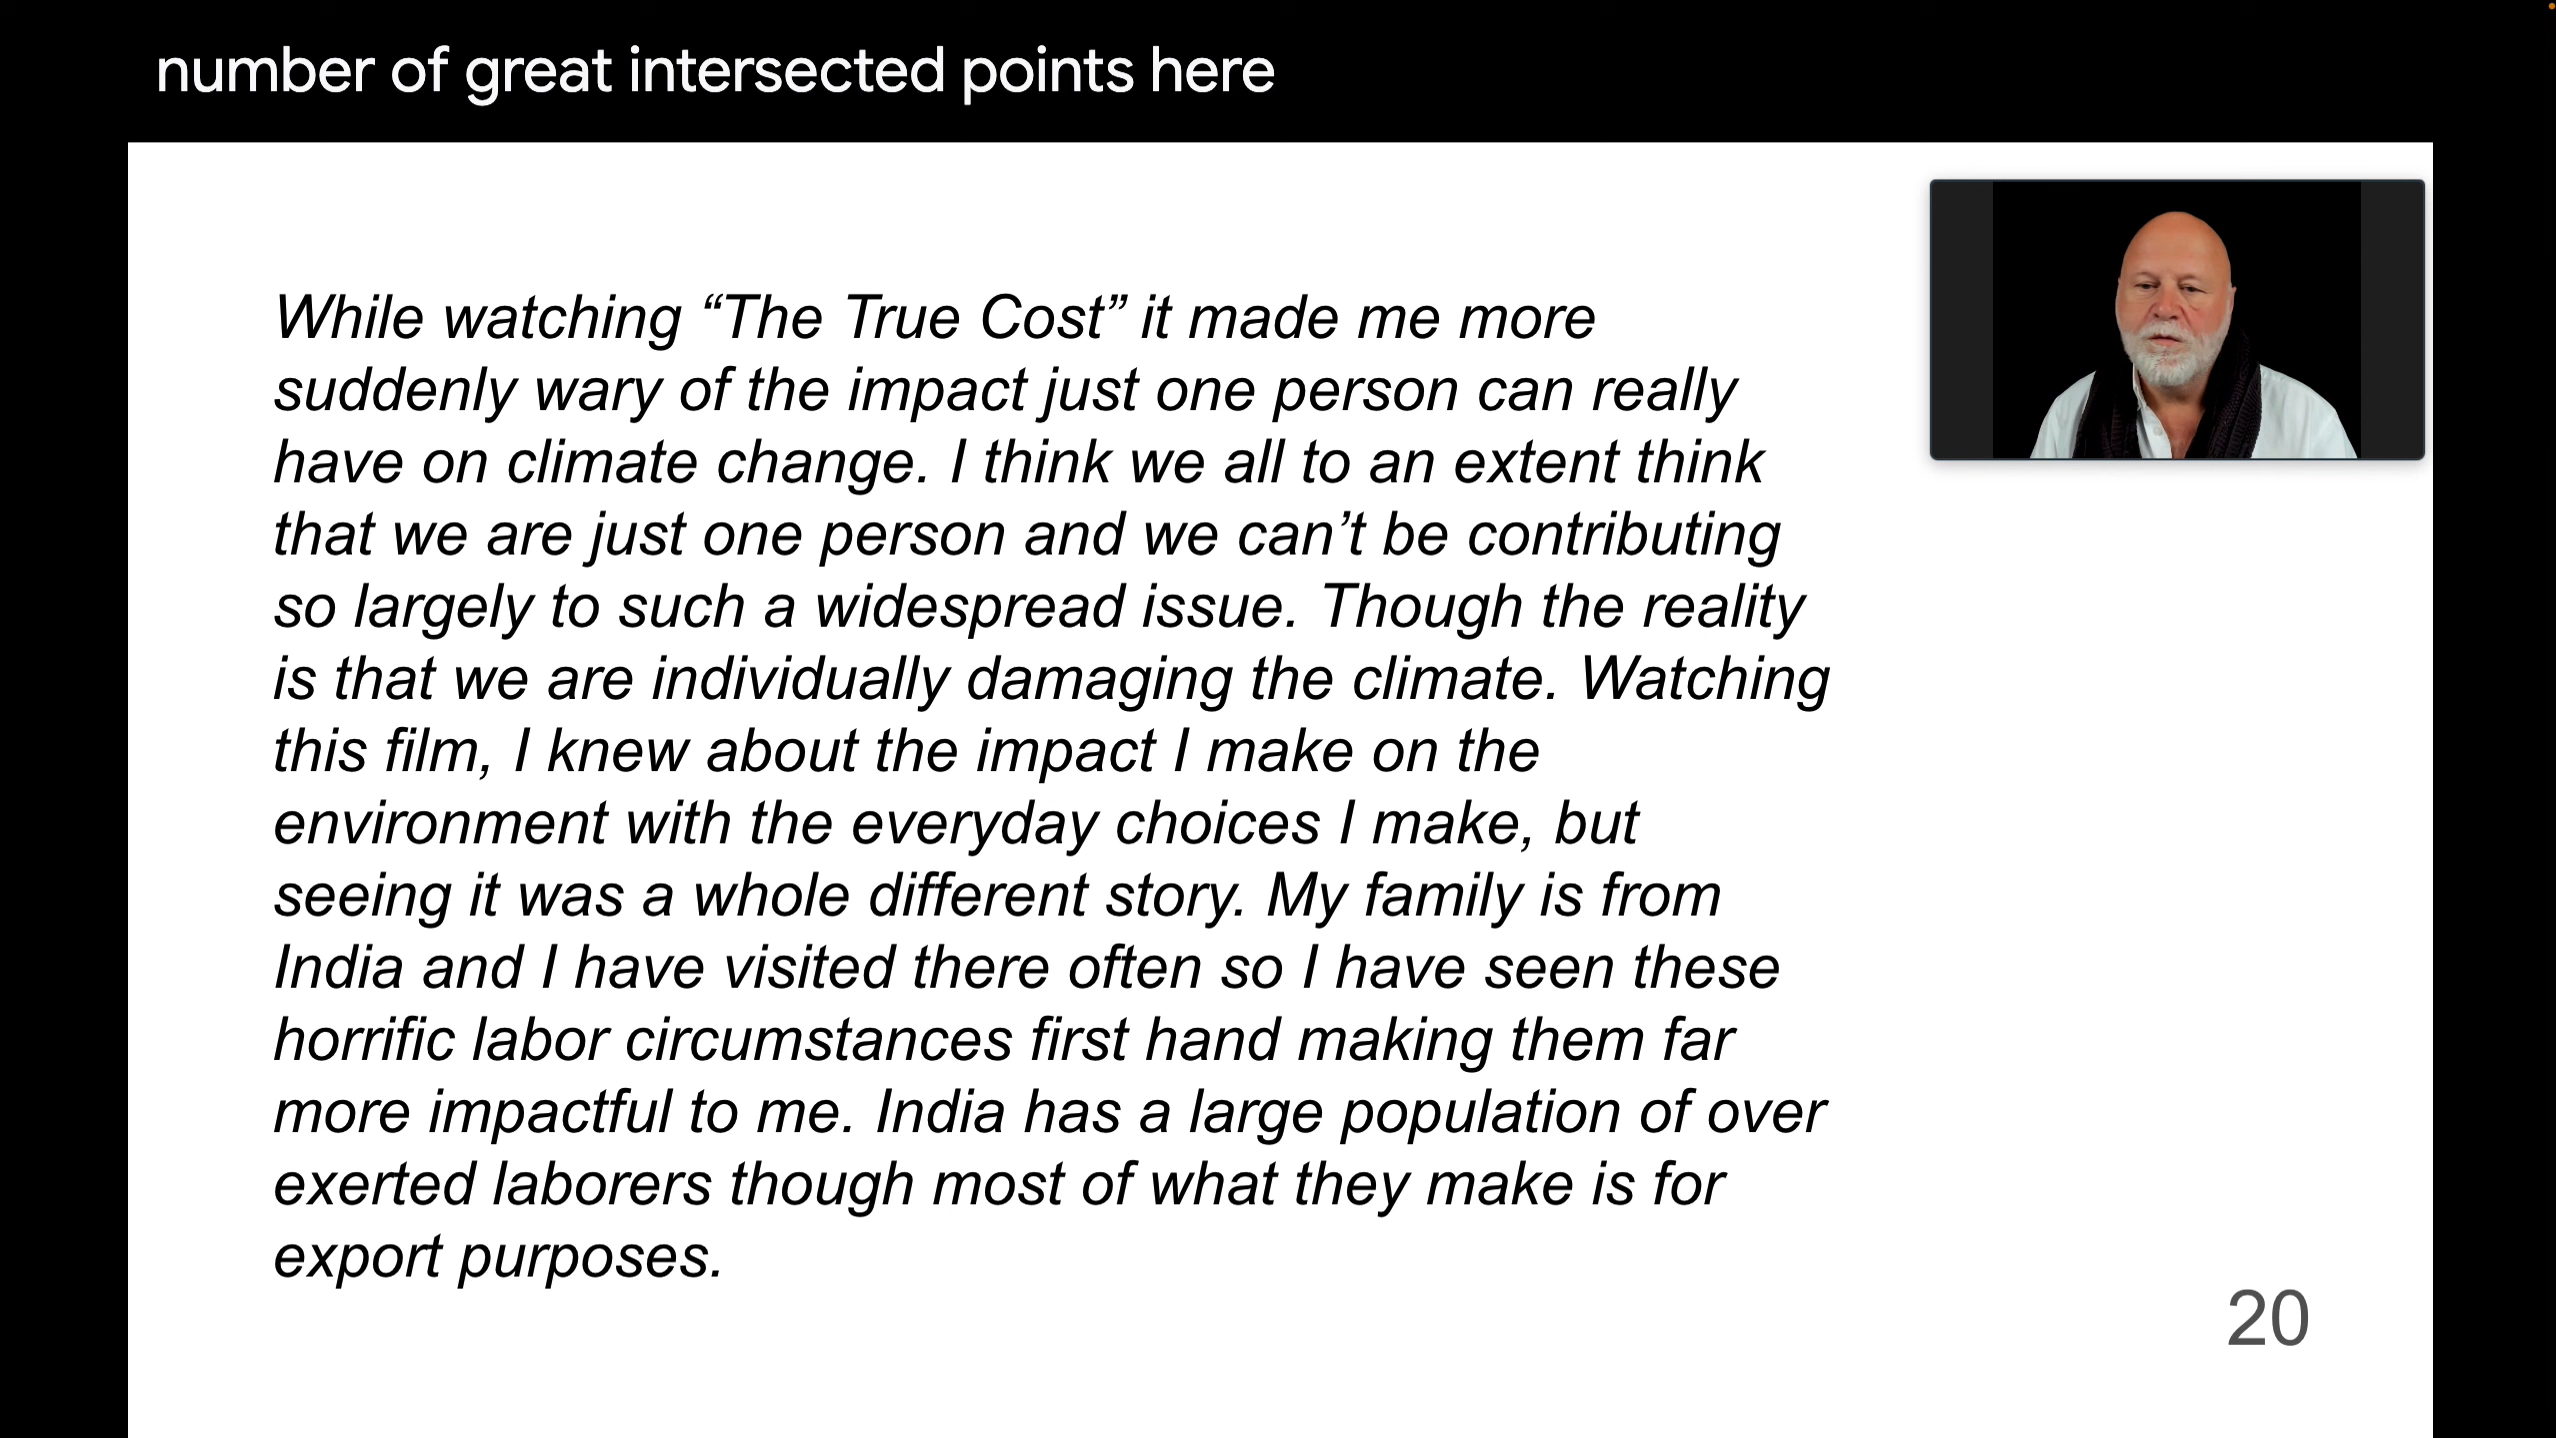 number of great intersected points here
While watching “The True Cost” it made me more
suddenly wary of the impact just one person can really
have on climate change. I think we all to an extent think
that we are just one person and we can’t be contributing
so largely to such a widespread issue. Though the reality
is that we are individually damaging the climate. Watching
this film, I knew about the impact I make on the
environment with the everyday choices I make, but
seeing it was a whole different story. My family is from
India and I have visited there often so I have seen these
horrific labor circumstances first hand making them far
more impactful to me. India has a large population of over
exerted laborers though most of what they make is for
export purposes.
20